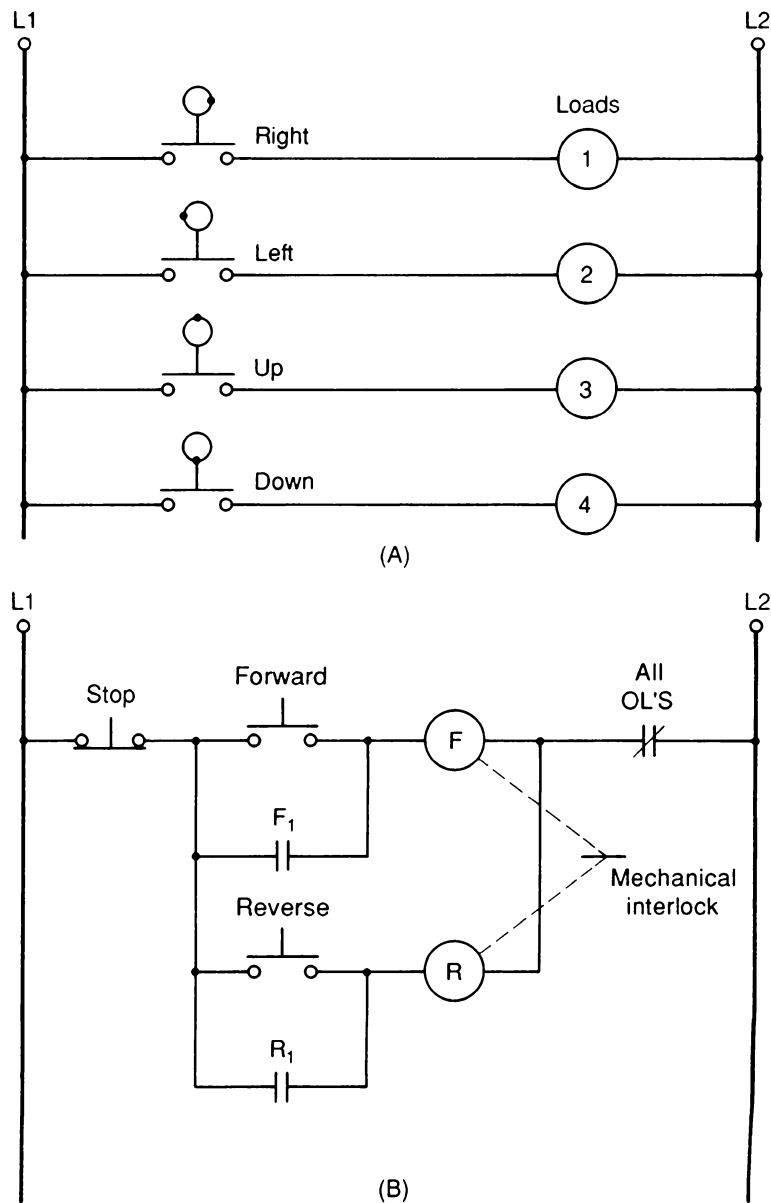 L1 L2
Loads
Right 1
Left 2
Up 3
Down 4
(A)
L1 L2
All
OL'S
Stop Forward F
F₁
Mechanical
interlock
Reverse R
R₁
(B)